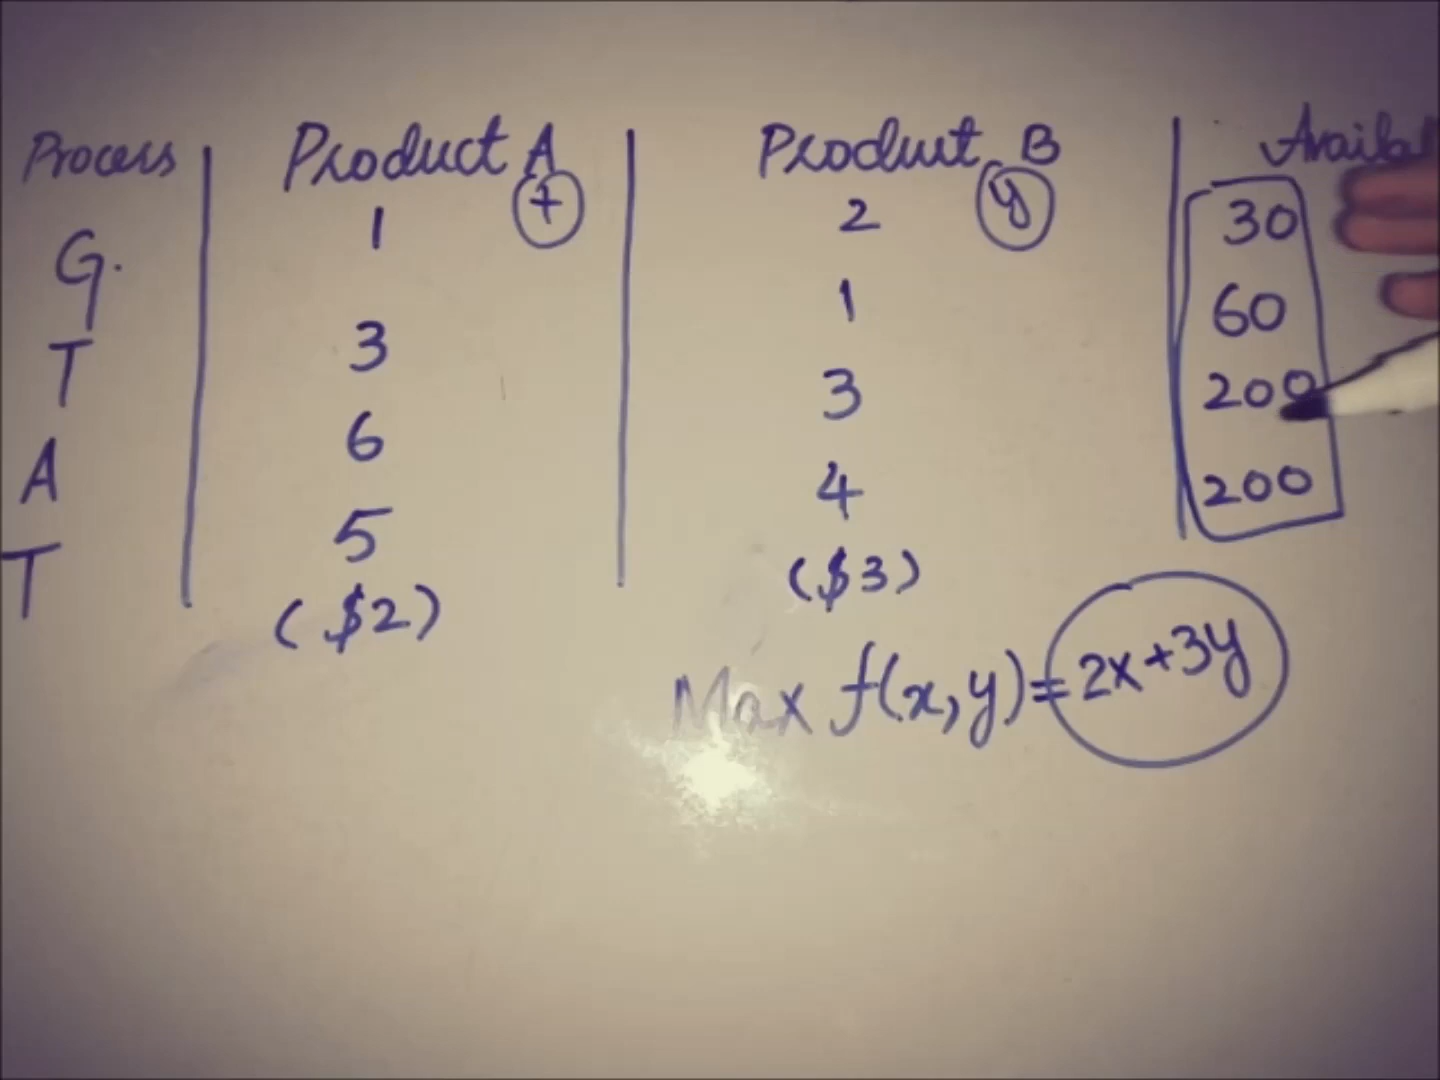 Process Product A Product B
x y
G. 1 2 30
T 3 1 60
A 6 3 200
T 5 4 200
($2) ($3)
Max f(x,y)=2x+3y